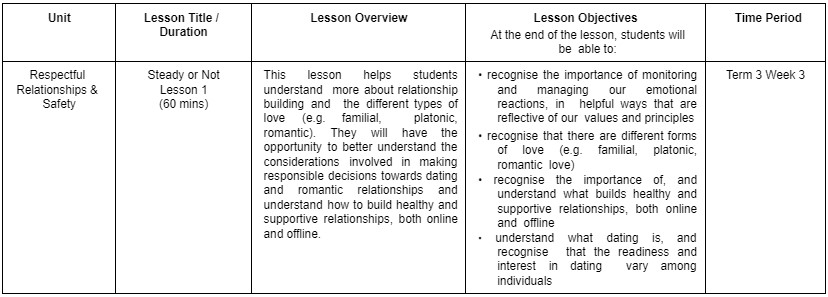 Unit
Lesson Title /
Duration
Lesson Overview
Lesson Objectives
At the end of the lesson, students will
be able to:
Time Period
Respectful
Relationships &
Safety
Steady or Not
Lesson 1
(60 mins)
This lesson helps students
understand more about relationship
building and the different types of
love (e.g. familial, platonic,
romantic). They will have the
opportunity to better understand the
considerations involved in making
responsible decisions towards dating
and romantic relationships and
understand how to build healthy and
supportive relationships, both online
and offline.
• recognise the importance of monitoring
and managing our emotional
reactions, in helpful ways that are
reflective of our values and principles
• recognise that there are different forms
of love (e.g. familial, platonic,
romantic love)
• recognise the importance of, and
understand what builds healthy and
supportive relationships, both online
and offline
• understand what dating is, and
recognise that the readiness and
interest in dating vary among
individuals
Term 3 Week 3